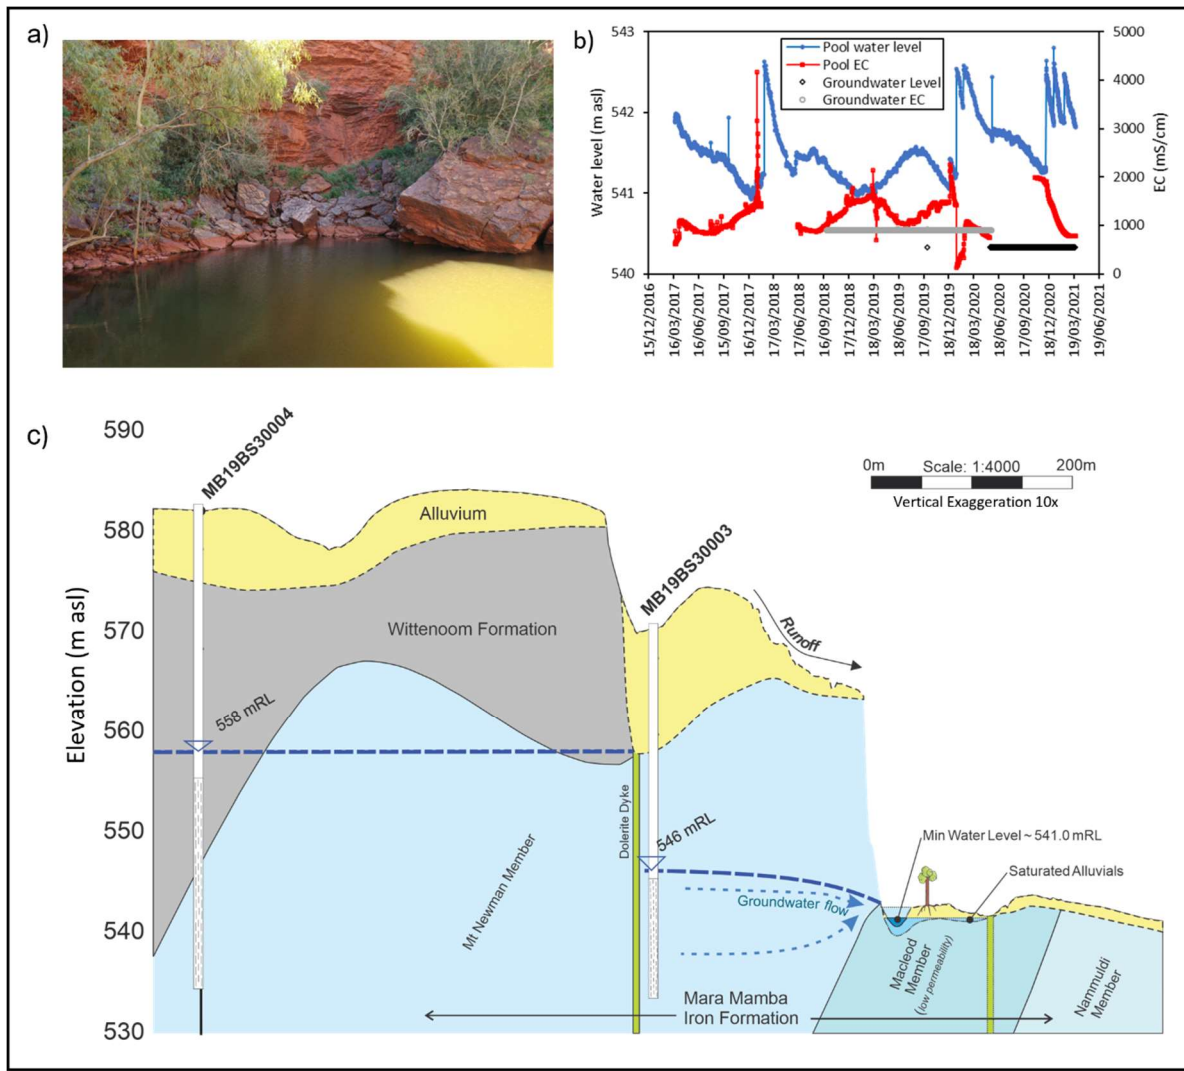 a)
b)
543
542
541
540
Water level (m asl)
Pool water level
Pool EC
Groundwater Level
Groundwater EC
5000
4000
3000
2000
1000
0
EC (mS/cm)
15/12/2016
16/03/2017
16/06/2017
15/09/2017
16/12/2017
17/03/2018
17/06/2018
16/09/2018
17/12/2018
18/03/2019
18/06/2019
17/09/2019
18/12/2019
18/03/2020
18/06/2020
17/09/2020
18/12/2020
19/03/2021
19/06/2021
c)
590
580
570
560
550
540
530
Elevation (m asl)
MB19BS30004
MB19BS30003
0m Scale: 1:4000 200m
Vertical Exaggeration 10x
Alluvium
Wittenoom Formation
Runoff
558 mRL
Dolerite Dyke
546 mRL
Mt Newman Member
Groundwater flow
Min Water Level ~ 541.0 mRL
Saturated Alluvials
Macleod
Member
(low permeability)
Nammuldi
Member
Mara Mamba
Iron Formation